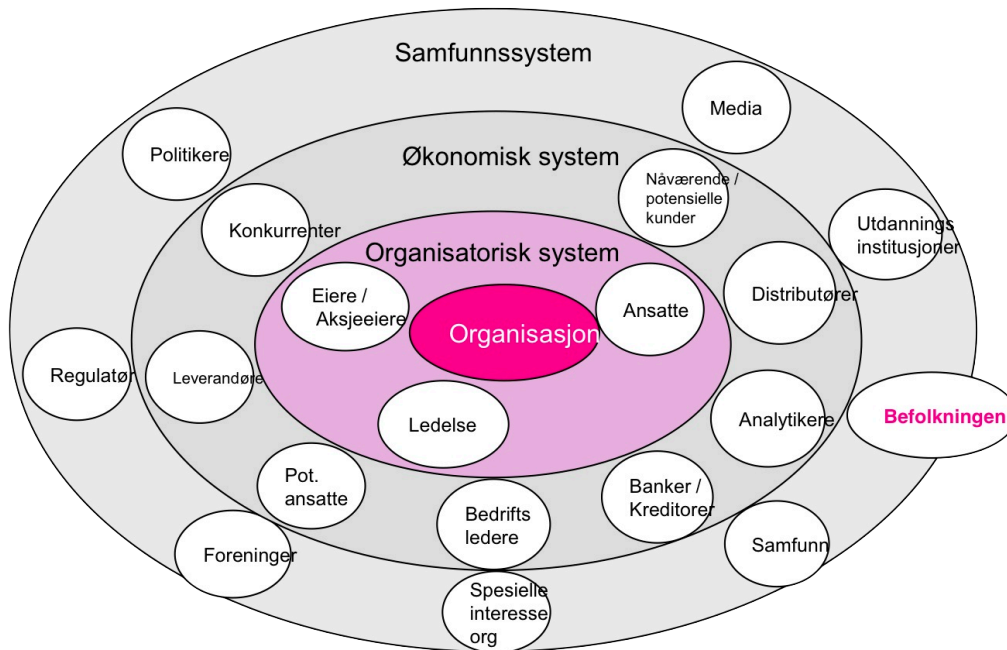 Samfunnssystem
Media
Politikere
Økonomisk system
Nåværende /
potensielle
kunder
Konkurrenter
Utdannings
institusjoner
Organisatorisk system
Eiere /
Aksjeeiere
Ansatte
Distributører
Organisasjon
Regulatør
Leverandøre
Ledelse
Analytikere
Befolkningen
Pot.
ansatte
Banker /
Kreditorer
Bedrifts
ledere
Foreninger
Samfunn
Spesielle
interesse
org